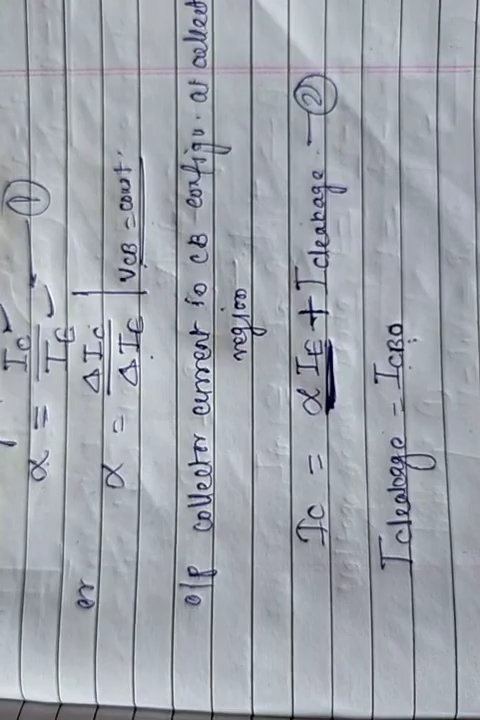 α = IC / IE — ①
or
α = ΔIC / ΔIE | VCB = const.
o/p collector current in CB configu. at collect
region
IC = α IE + Icleakage. — ②
Icleakage = ICBO